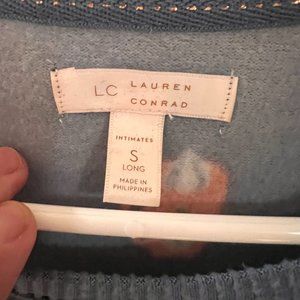 LC LAUREN
CONRAD
INTIMATES
S
LONG
MADE IN
PHILIPPINES